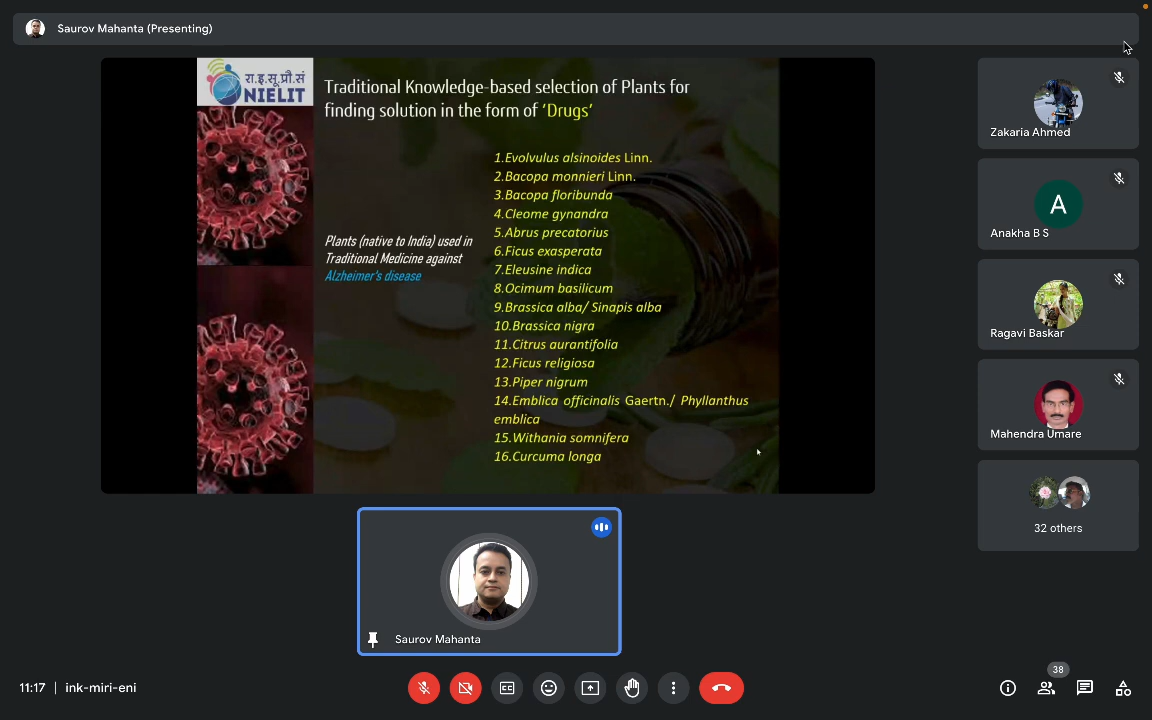 Saurov Mahanta (Presenting)
रा.इ.सू.प्रौ.सं
NIELIT
Traditional Knowledge-based selection of Plants for
finding solution in the form of ‘Drugs’
Plants (native to India) used in
Traditional Medicine against
Alzheimer's disease
1.Evolvulus alsinoides Linn.
2.Bacopa monnieri Linn.
3.Bacopa floribunda
4.Cleome gynandra
5.Abrus precatorius
6.Ficus exasperata
7.Eleusine indica
8.Ocimum basilicum
9.Brassica alba/ Sinapis alba
10.Brassica nigra
11.Citrus aurantifolia
12.Ficus religiosa
13.Piper nigrum
14.Emblica officinalis Gaertn./ Phyllanthus
emblica
15.Withania somnifera
16.Curcuma longa
Zakaria Ahmed
A
Anakha B S
Ragavi Baskar
Mahendra Umare
32 others
Saurov Mahanta
11:17 | ink-miri-eni
CC
38